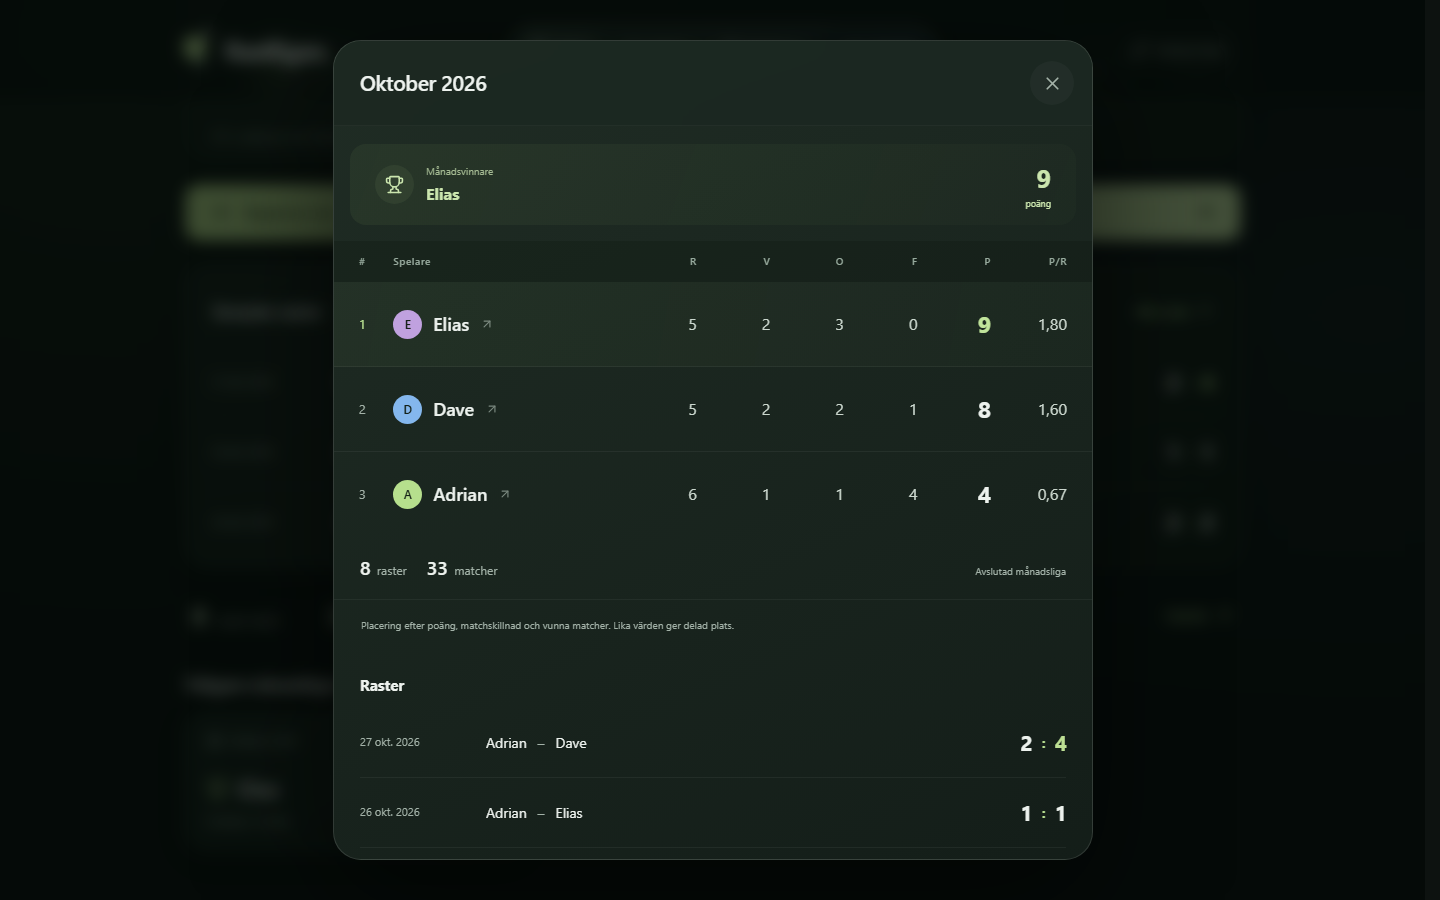 Oktober 2026
Månadsvinnare
Elias
9
poäng
# Spelare R V O F P P/R
1 E Elias 5 2 3 0 9 1,80
2 D Dave 5 2 2 1 8 1,60
3 A Adrian 6 1 1 4 4 0,67
8 raster 33 matcher Avslutad månadsliga
Placering efter poäng, matchskillnad och vunna matcher. Lika värden ger delad plats.
Raster
27 okt. 2026 Adrian – Dave 2 : 4
26 okt. 2026 Adrian – Elias 1 : 1